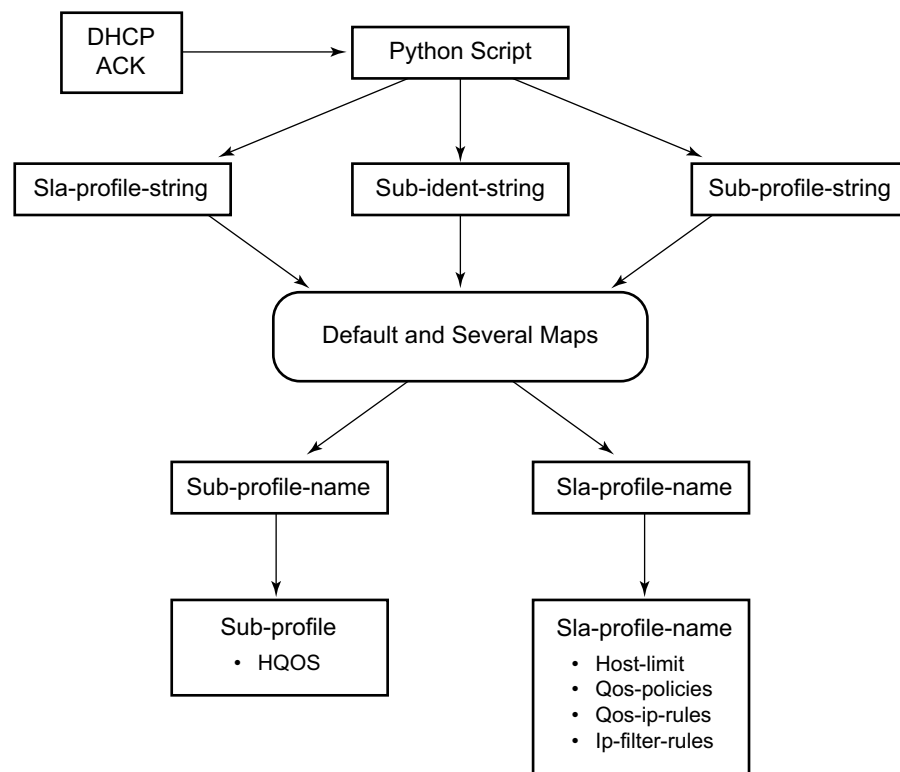 DHCP
ACK
Python Script
Sla-profile-string
Sub-ident-string
Sub-profile-string
Default and Several Maps
Sub-profile-name
Sla-profile-name
Sub-profile
• HQOS
Sla-profile-name
• Host-limit
• Qos-policies
• Qos-ip-rules
• Ip-filter-rules